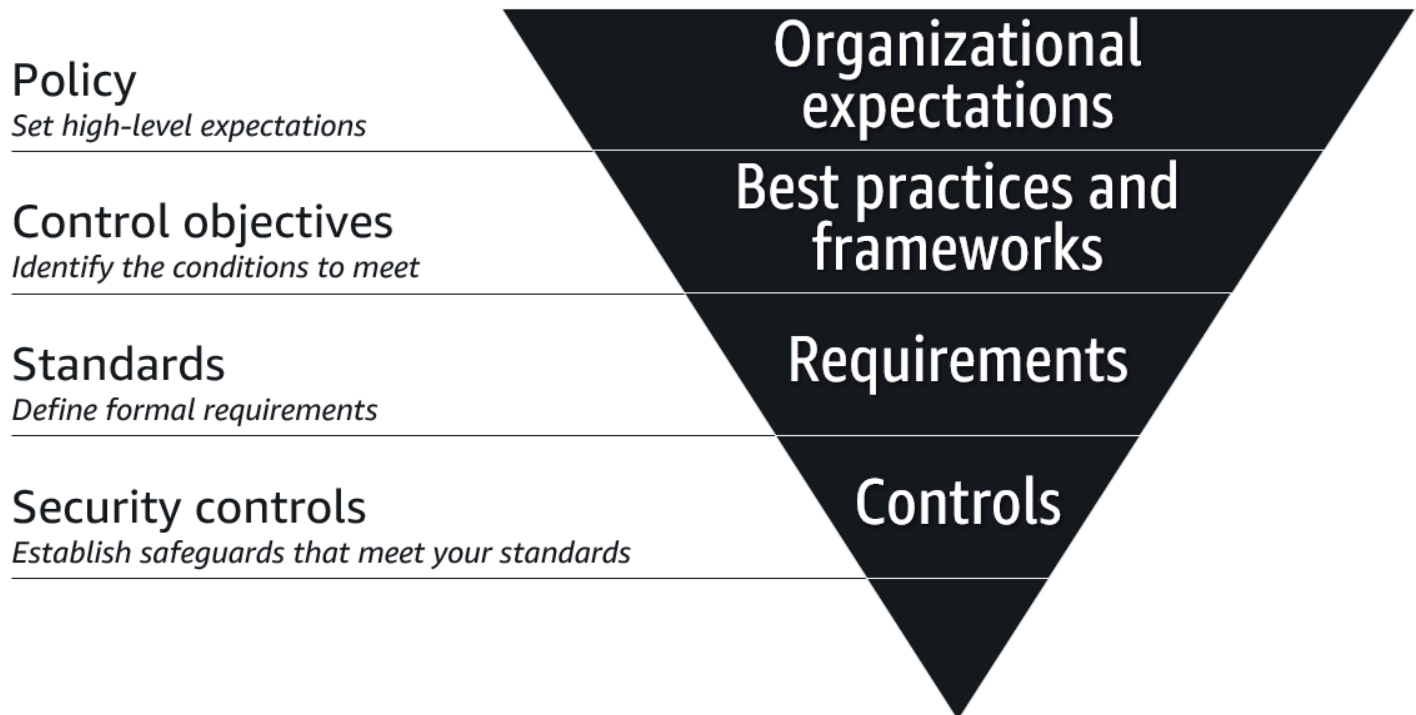 Organizational
expectations
Policy
Set high-level expectations
Best practices and
frameworks
Control objectives
Identify the conditions to meet
Requirements
Standards
Define formal requirements
Controls
Security controls
Establish safeguards that meet your standards